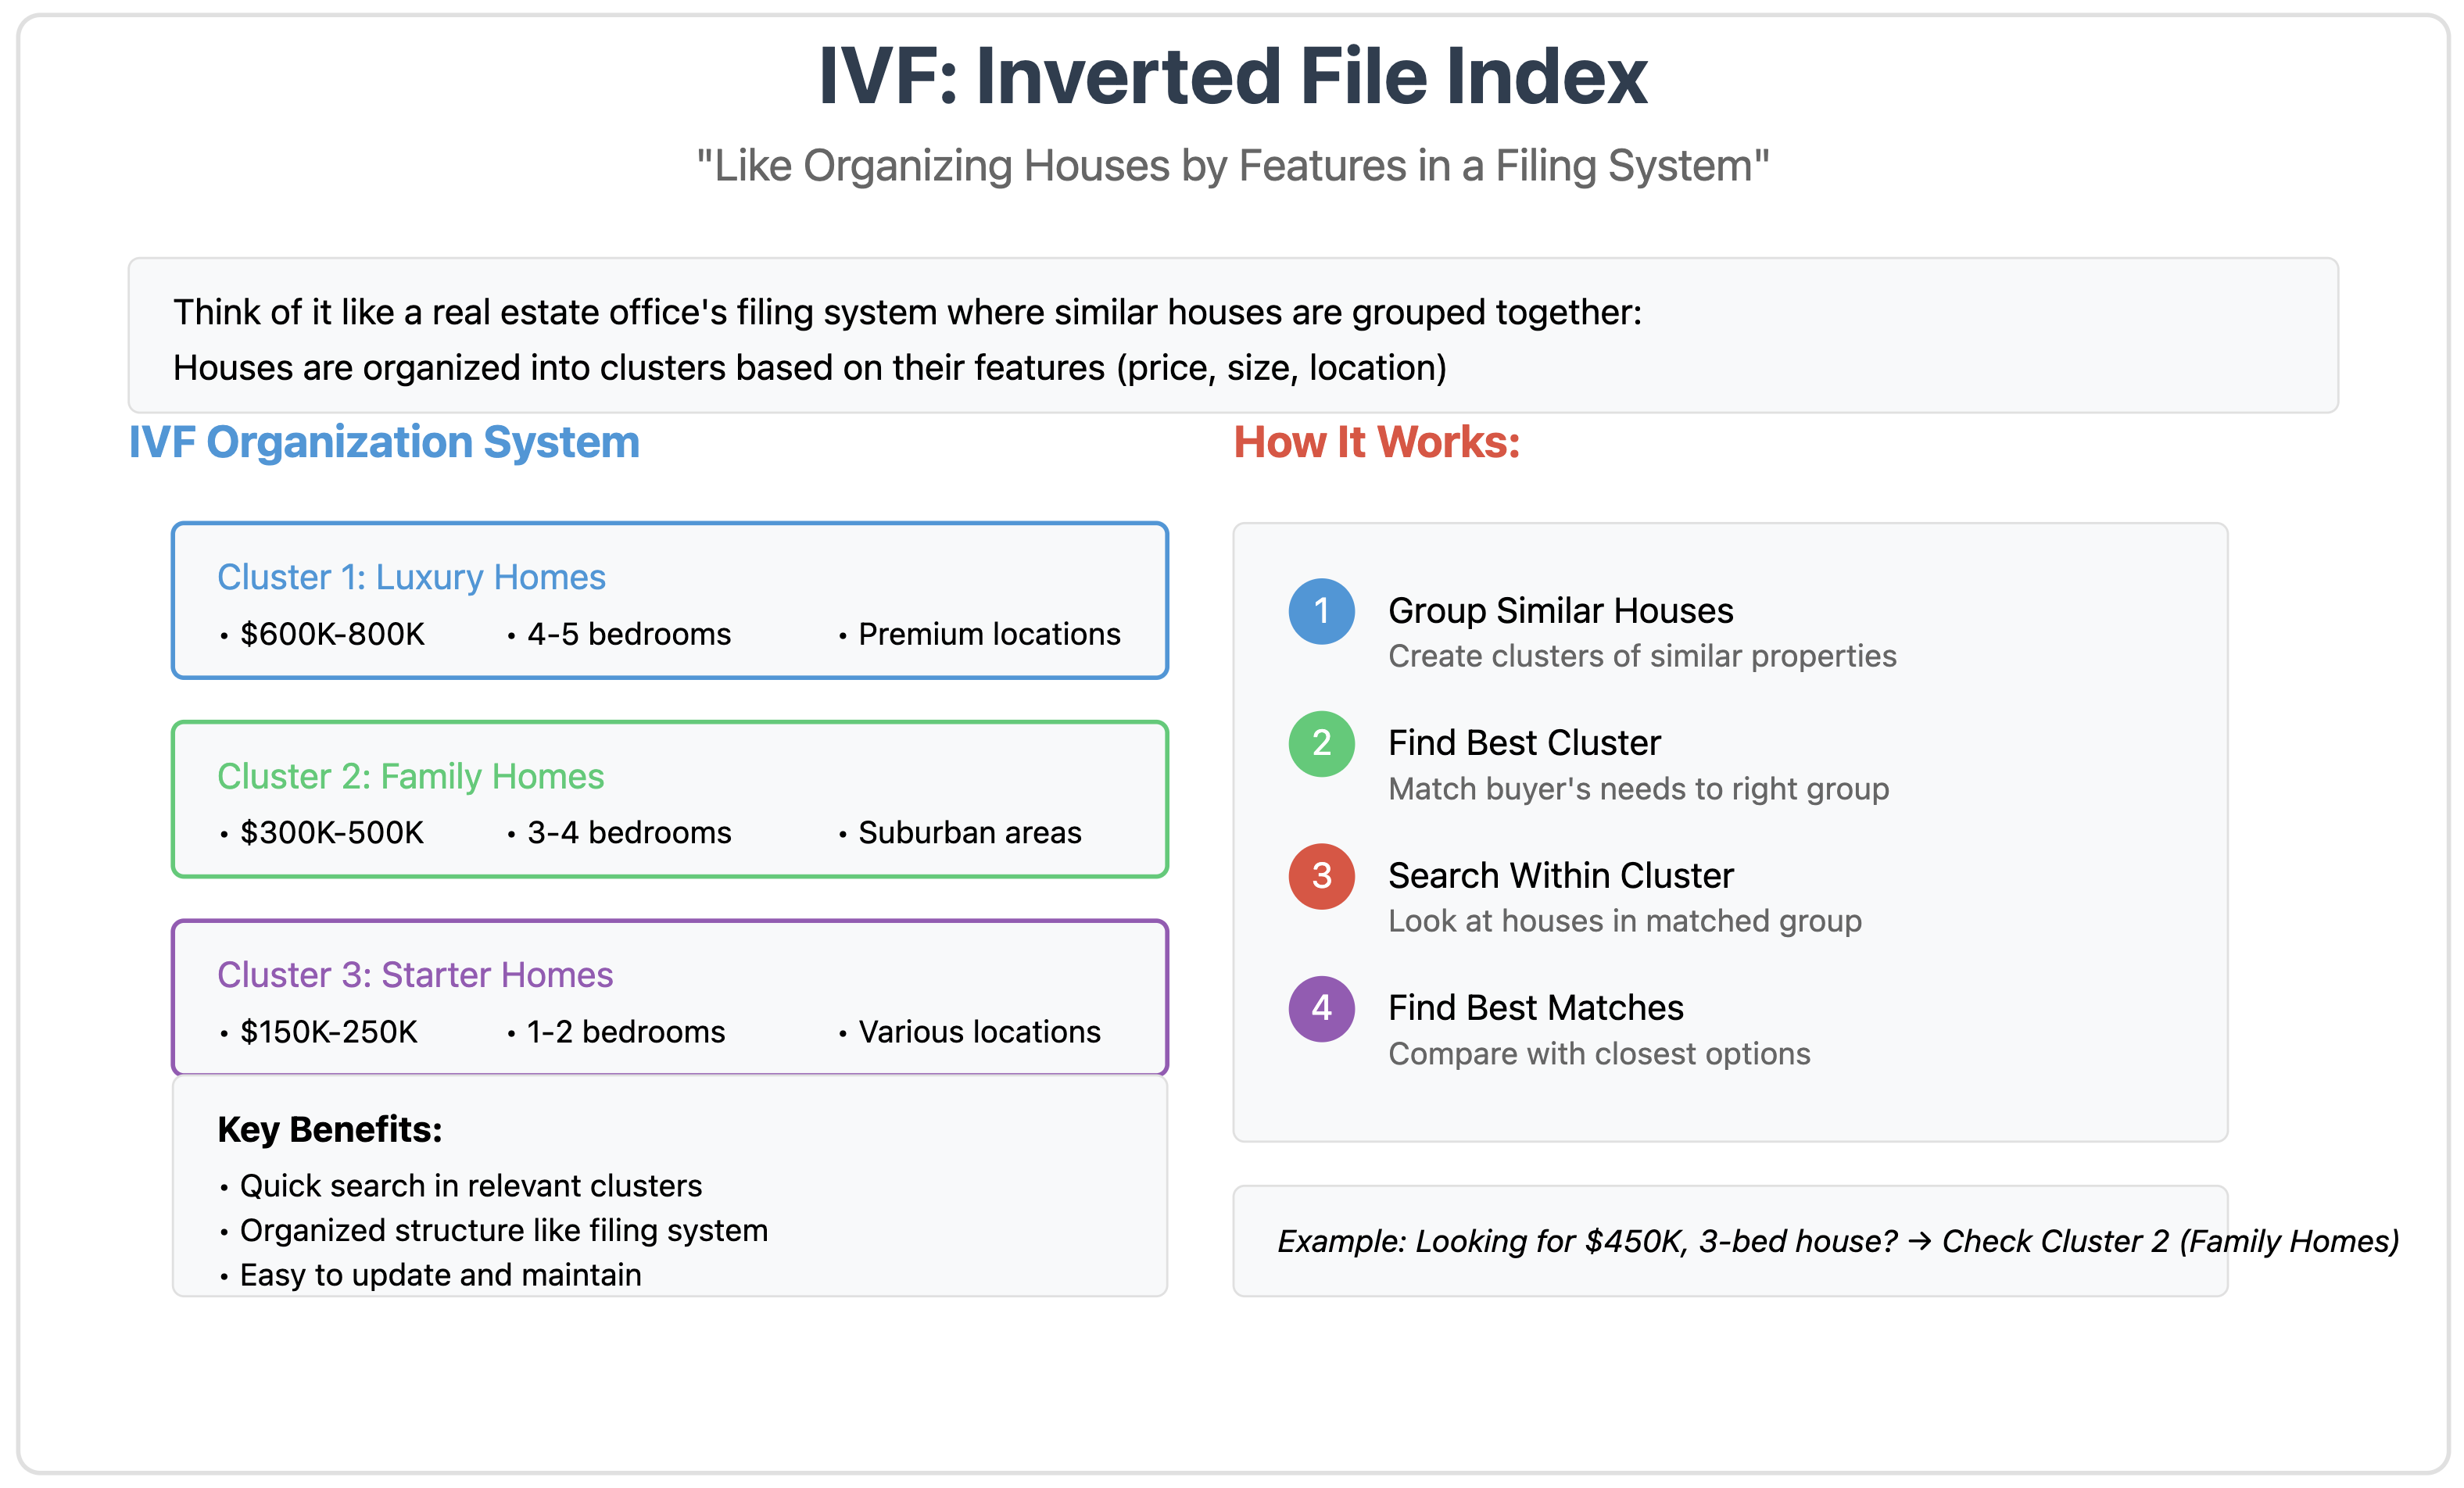 IVF: Inverted File Index
"Like Organizing Houses by Features in a Filing System"
Think of it like a real estate office's filing system where similar houses are grouped together:
Houses are organized into clusters based on their features (price, size, location)
IVF Organization System
Cluster 1: Luxury Homes
• $600K-800K • 4-5 bedrooms • Premium locations
Cluster 2: Family Homes
• $300K-500K • 3-4 bedrooms • Suburban areas
Cluster 3: Starter Homes
• $150K-250K • 1-2 bedrooms • Various locations
Key Benefits:
• Quick search in relevant clusters
• Organized structure like filing system
• Easy to update and maintain
How It Works:
1 Group Similar Houses
Create clusters of similar properties
2 Find Best Cluster
Match buyer's needs to right group
3 Search Within Cluster
Look at houses in matched group
4 Find Best Matches
Compare with closest options
Example: Looking for $450K, 3-bed house? → Check Cluster 2 (Family Homes)